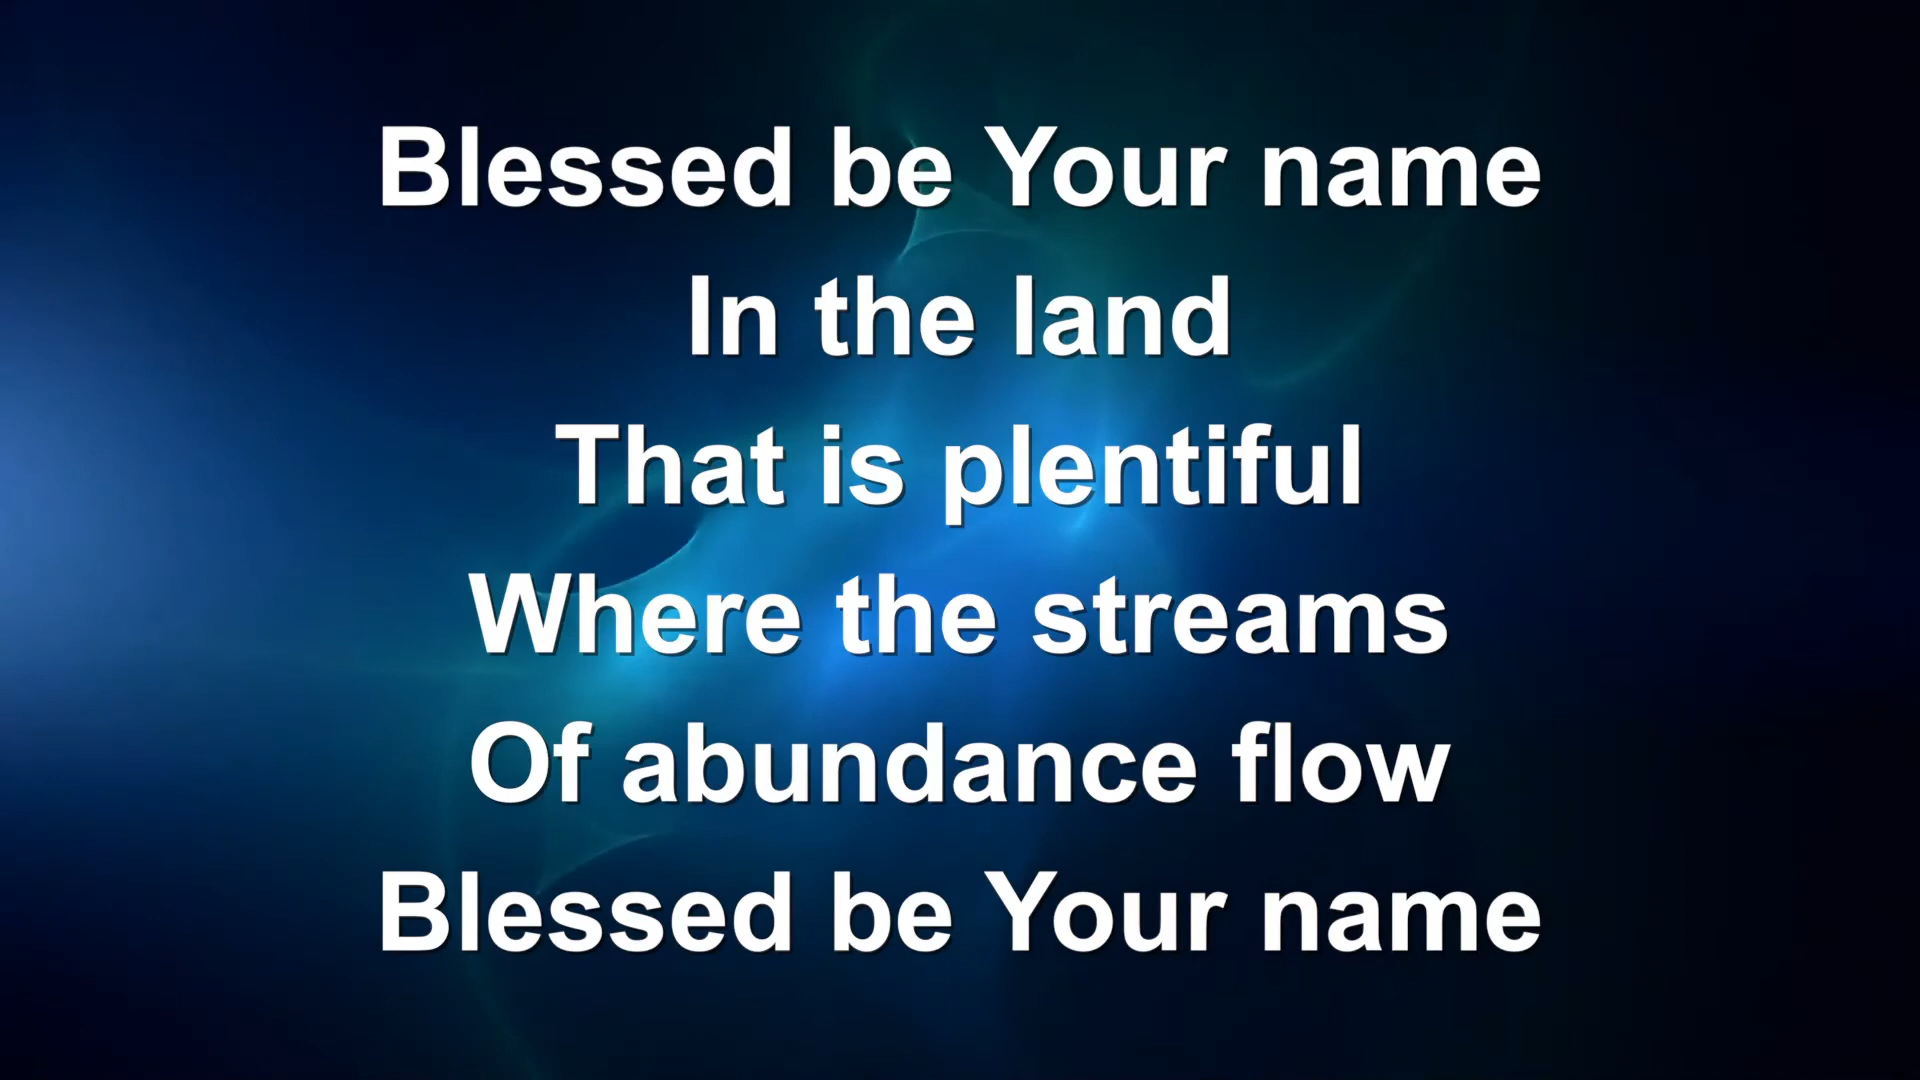 Blessed be Your name
In the land
That is plentiful
Where the streams
Of abundance flow
Blessed be Your name